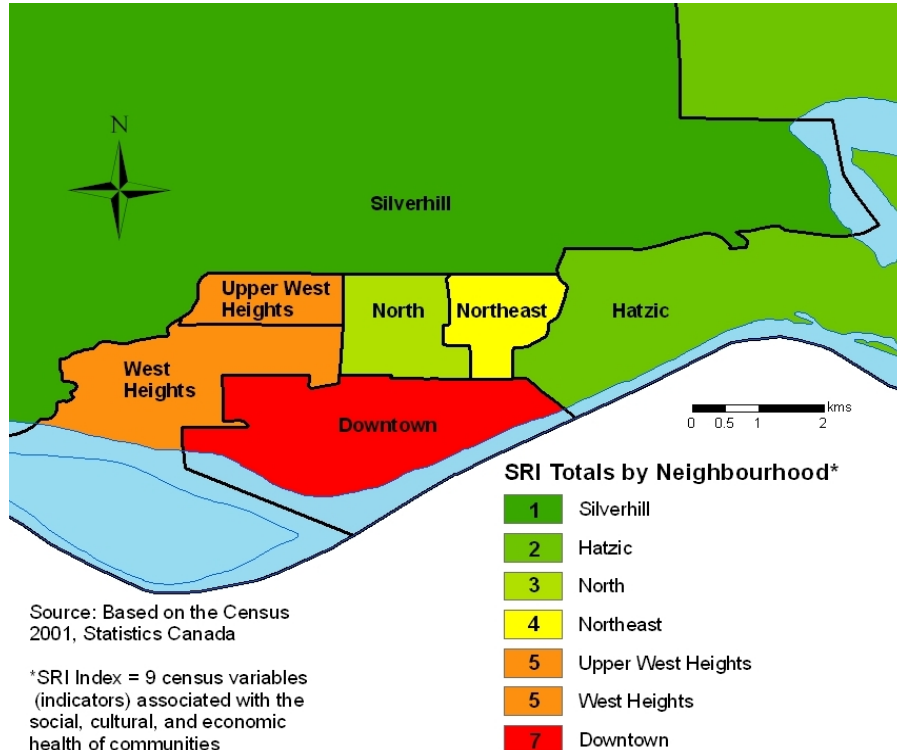 N
Silverhill
Upper West
Heights
North
Northeast
Hatzic
West
Heights
Downtown
kms
0 0.5 1 2
SRI Totals by Neighbourhood*
1 Silverhill
2 Hatzic
3 North
4 Northeast
5 Upper West Heights
5 West Heights
7 Downtown
Source: Based on the Census
2001, Statistics Canada
*SRI Index = 9 census variables
(indicators) associated with the
social, cultural, and economic
health of communities